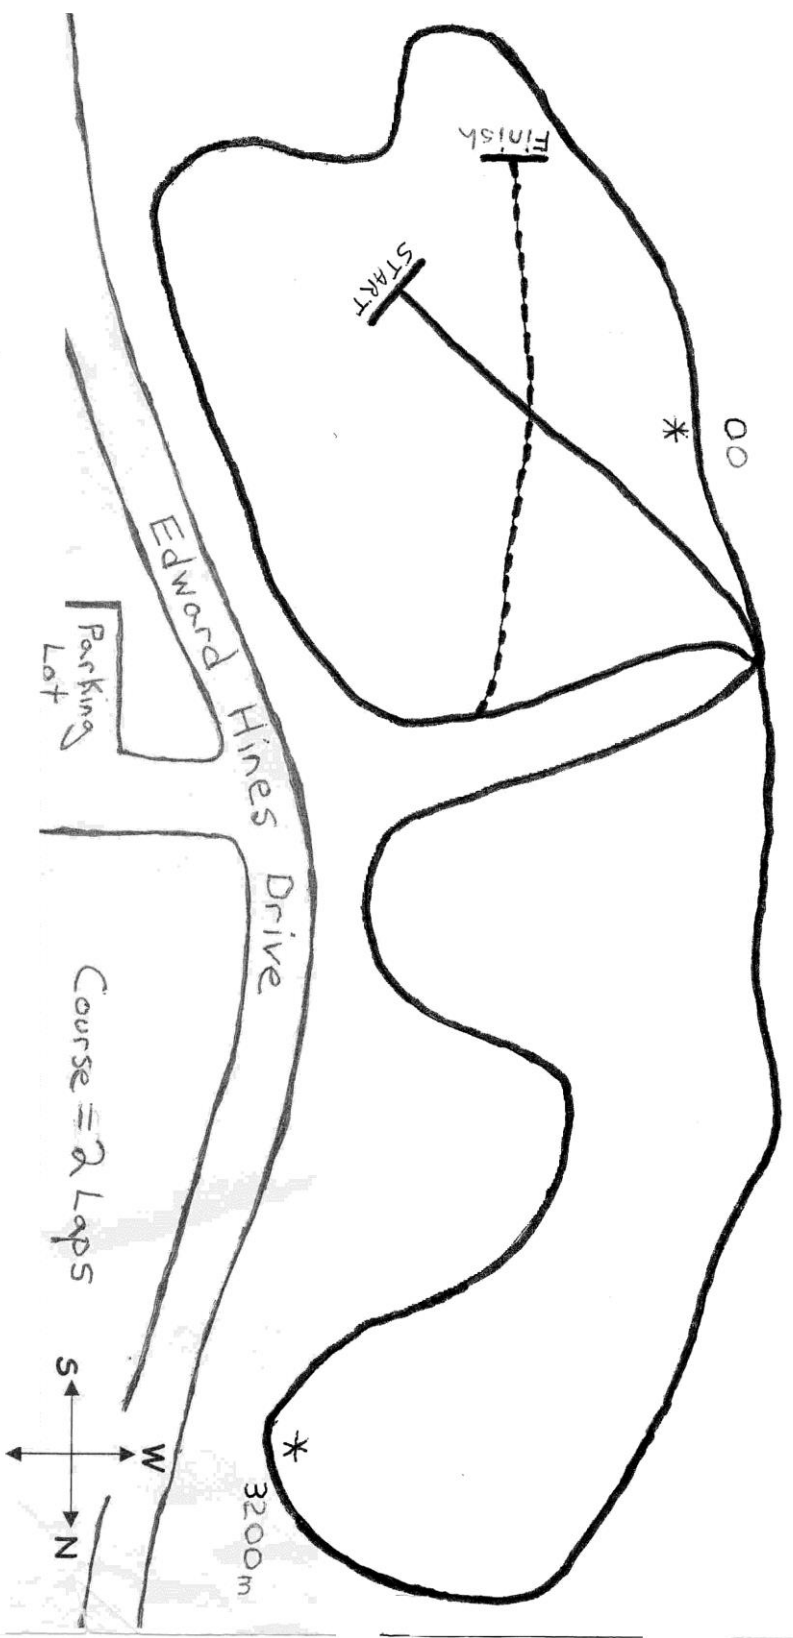 Finish
START
00
Edward Hines Drive
Parking
Lot
Course = 2 Laps
3200m
S
W
N